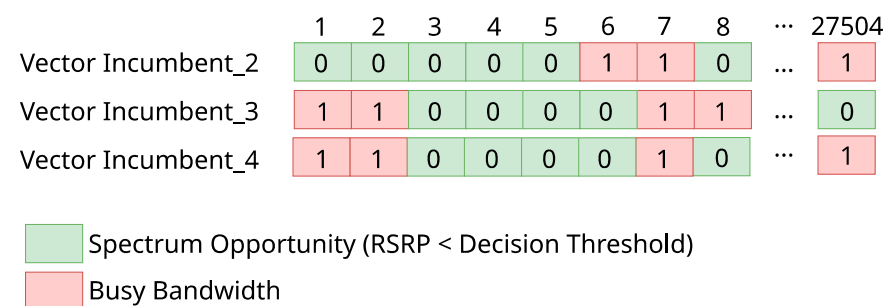 1 2 3 4 5 6 7 8 ... 27504
Vector Incumbent_2 0 0 0 0 0 1 1 0 ... 1
Vector Incumbent_3 1 1 0 0 0 0 1 1 ... 0
Vector Incumbent_4 1 1 0 0 0 0 1 0 ... 1
Spectrum Opportunity (RSRP < Decision Threshold)
Busy Bandwidth